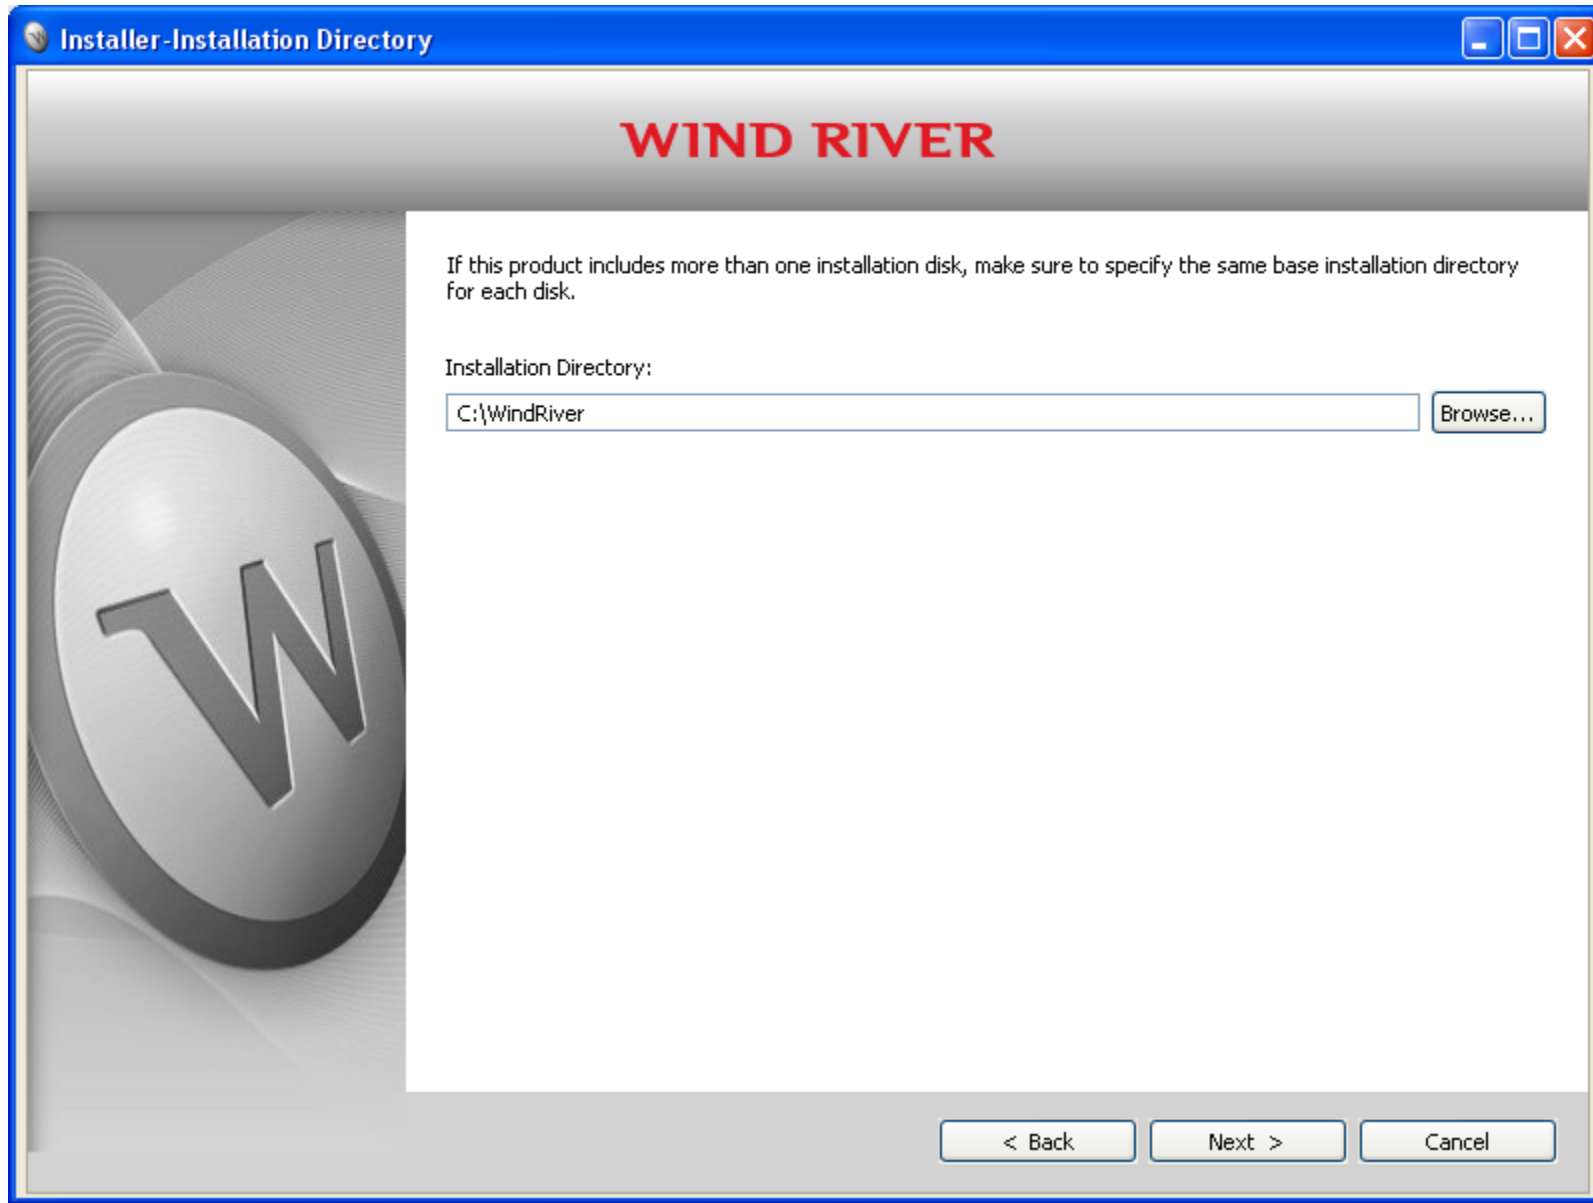 Installer-Installation Directory
WIND RIVER
If this product includes more than one installation disk, make sure to specify the same base installation directory
for each disk.
Installation Directory:
C:\WindRiver
Browse...
W
< Back
Next >
Cancel